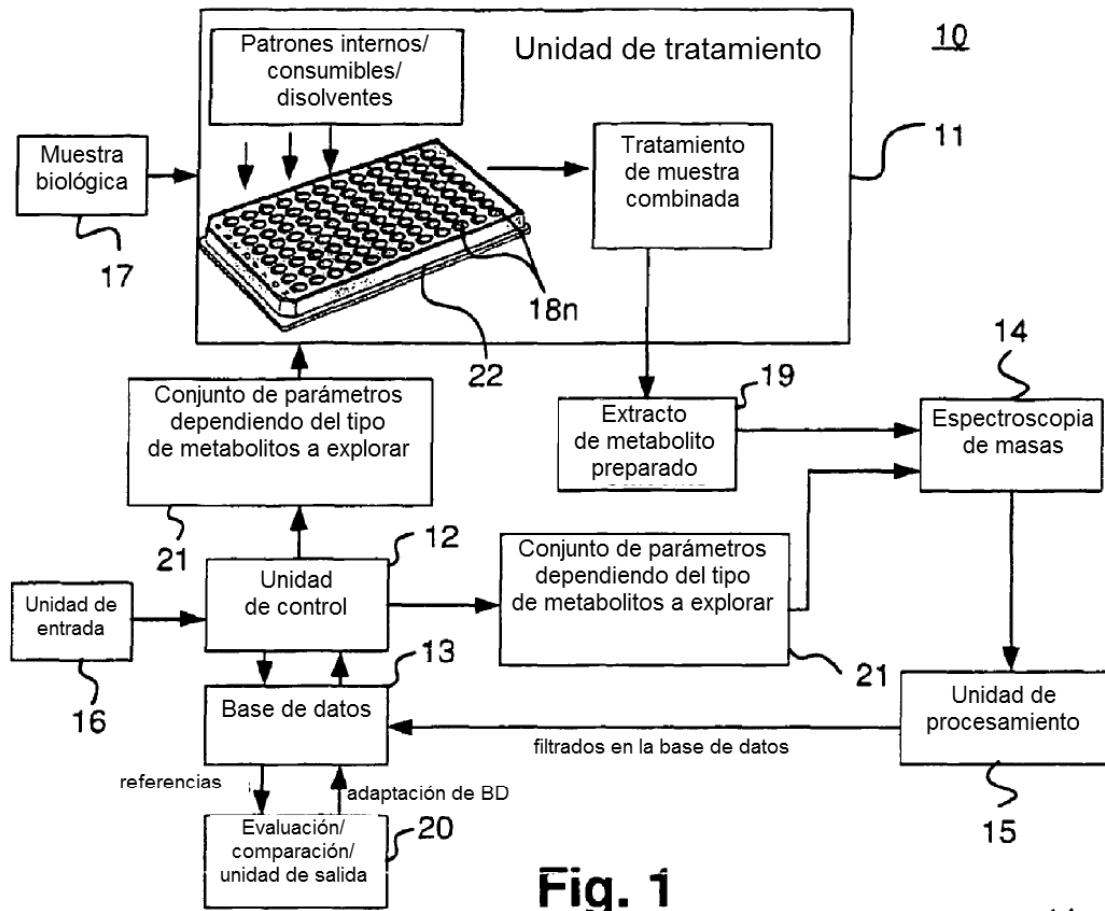 Patrones internos/
consumibles/
disolventes
Unidad de tratamiento
10
11
Muestra
biológica
17
Tratamiento
de muestra
combinada
18n
22
14
19
Conjunto de parámetros
dependiendo del tipo
de metabolitos a explorar
Extracto
de metabolito
preparado
Espectroscopia
de masas
21
12
Unidad
de control
Conjunto de parámetros
dependiendo del tipo
de metabolitos a explorar
Unidad de
entrada
16
13
21
Base de datos
Unidad de
procesamiento
filtrados en la base de datos
referencias
adaptación de BD
15
Evaluación/
comparación/
unidad de salida
20
Fig. 1